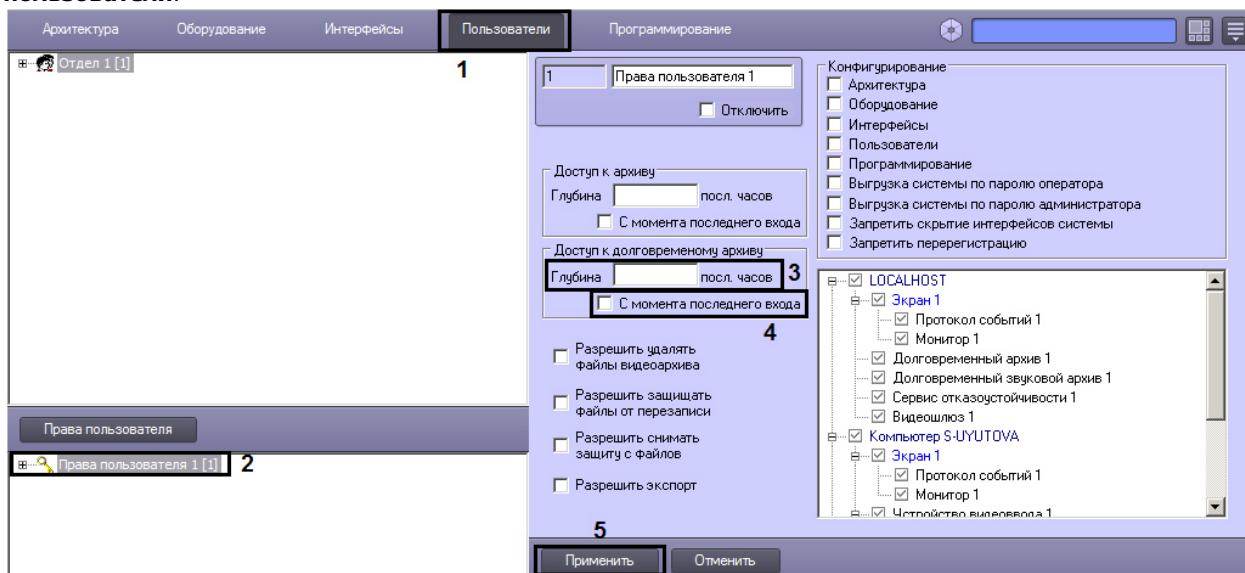 пользователи.
Архитектура Оборудование Интерфейсы Пользователи Программирование
1
Отдел 1 [1]
1 Права пользователя 1
Отключить
Доступ к архиву
Глубина посл. часов
С момента последнего входа
Доступ к долговременому архиву
Глубина посл. часов 3
С момента последнего входа
4
Разрешить удалять
файлы видеоархива
Разрешить защищать
файлы от перезаписи
Разрешить снимать
защиту с файлов
Разрешить экспорт
Конфигурирование
Архитектура
Оборудование
Интерфейсы
Пользователи
Программирование
Выгрузка системы по паролю оператора
Выгрузка системы по паролю администратора
Запретить скрытие интерфейсов системы
Запретить перерегистрацию
LOCALHOST
Экран 1
Протокол событий 1
Монитор 1
Долговременный архив 1
Долговременный звуковой архив 1
Сервис отказоустойчивости 1
Видеошлюз 1
Компьютер S-UYUTOVA
Экран 1
Протокол событий 1
Монитор 1
Устройство видеоввода 1
Права пользователя
Права пользователя 1 [1] 2
5
Применить Отменить